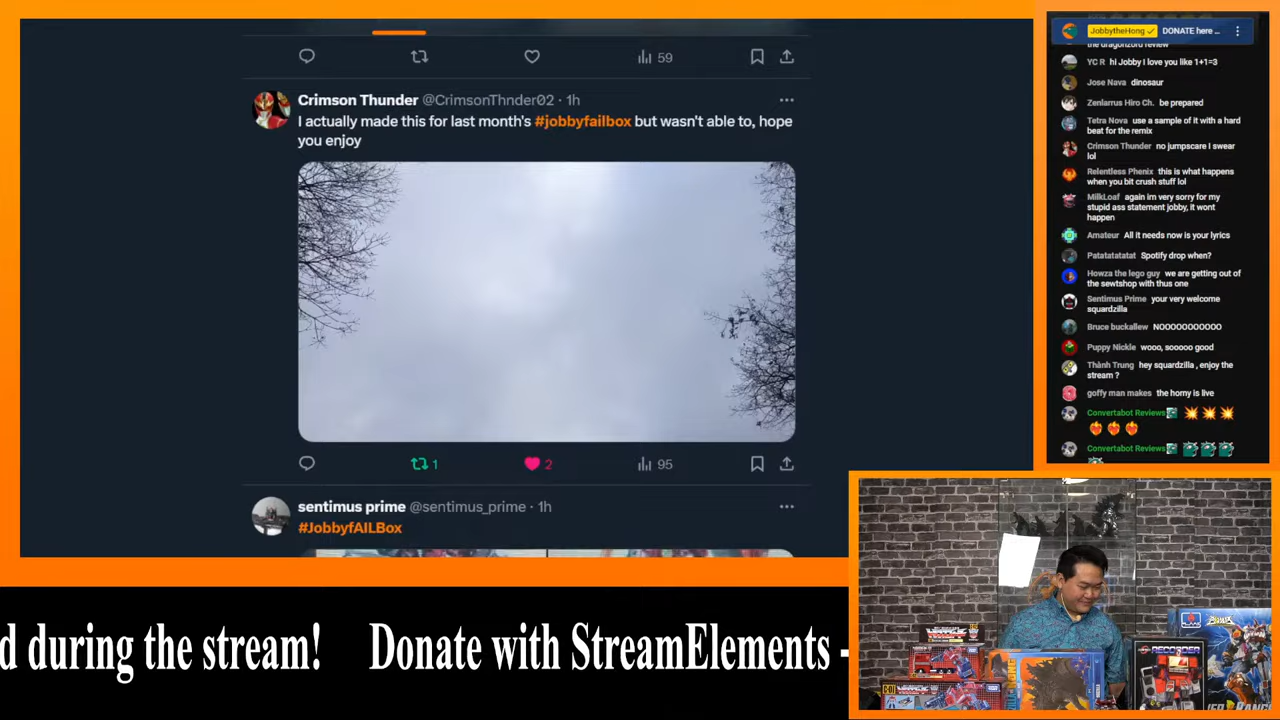 59
Crimson Thunder @CrimsonThnder02 · 1h
I actually made this for last month's #jobbyfailbox but wasn't able to, hope
you enjoy
1
2
95
sentimus prime @sentimus_prime · 1h
#JobbyfAILBox
JobbytheHong DONATE here ...
the dragonzord review
YC R hi Jobby I love you like 1+1=3
Jose Nava dinosaur
Zenlarrus Hiro Ch. be prepared
Tetra Nova use a sample of it with a hard
beat for the remix
Crimson Thunder no jumpscare I swear
lol
Relentless Phenix this is what happens
when you bit crush stuff lol
MilkLoaf again im very sorry for my
stupid ass statement jobby, it wont
happen
Amateur All it needs now is your lyrics
Patatatatatat Spotify drop when?
Howza the lego guy we are getting out of
the sewtshop with thus one
Sentimus Prime your very welcome
squardzilla
Bruce buckallew NOOOOOOOOOOO
Puppy Nickle wooo, sooooo good
Thành Trung hey squardzilla , enjoy the
stream ?
goffy man makes the horny is live
Convertabot Reviews
Convertabot Reviews
d during the stream! Donate with StreamElements -
RECORDER